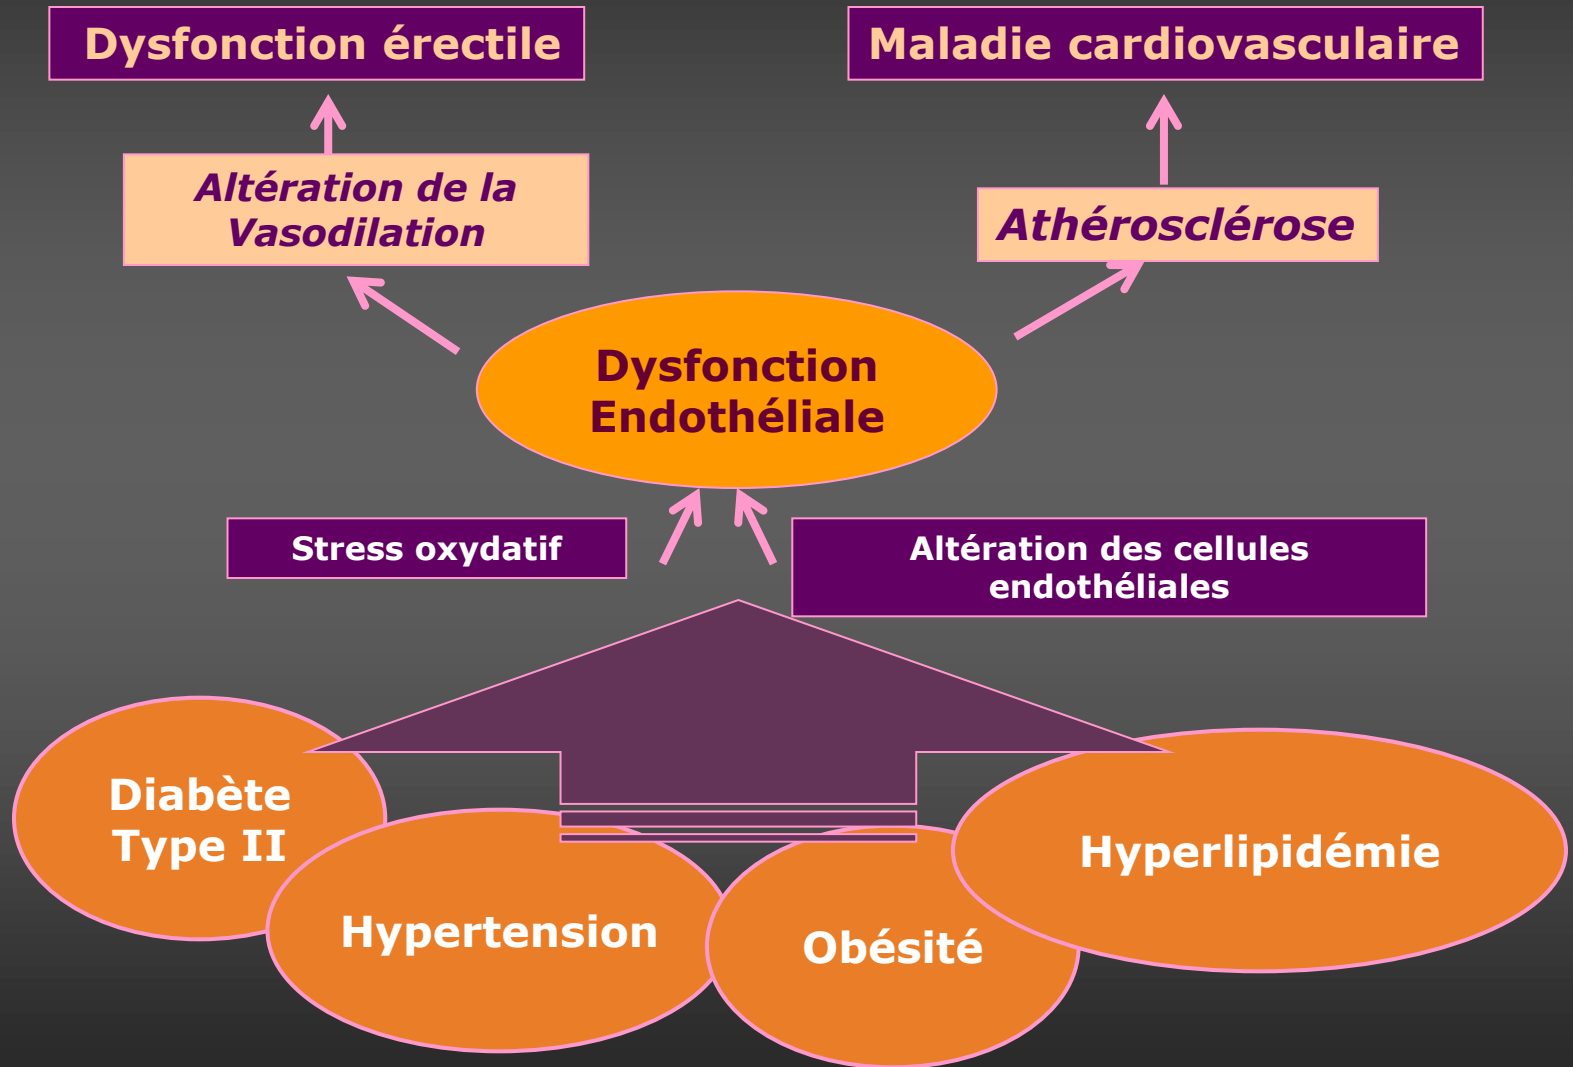 Dysfonction érectile
Maladie cardiovasculaire
Altération de la
Vasodilation
Athérosclérose
Dysfonction
Endothéliale
Stress oxydatif
Altération des cellules
endothéliales
Diabète
Type II
Hypertension
Obésité
Hyperlipidémie